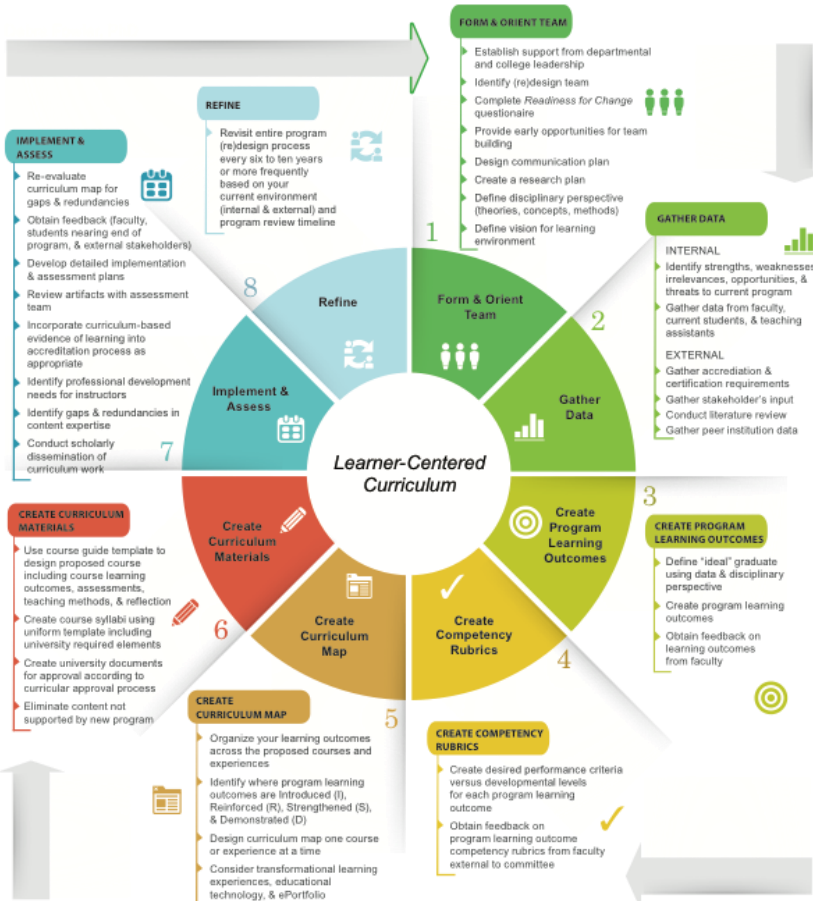 FORM & ORIENT TEAM
Establish support from departmental
and college leadership
Identify (re)design team
Complete Readiness for Change
questionaire
Provide early opportunities for team
building
Design communication plan
Create a research plan
Define disciplinary perspective
(theories, concepts, methods)
Define vision for learning
environment
1
GATHER DATA
INTERNAL
Identify strengths, weaknesses
irrelevances, opportunities, &
threats to current program
Gather data from faculty,
current students, & teaching
assistants
EXTERNAL
Gather accrediation &
certification requirements
Gather stakeholder's input
Conduct literature review
Gather peer institution data
2
3
CREATE PROGRAM
LEARNING OUTCOMES
Define "ideal" graduate
using data & disciplinary
perspective
Create program learning
outcomes
Obtain feedback on
learning outcomes
from faculty
4
CREATE COMPETENCY
RUBRICS
Create desired performance criteria
versus developmental levels
for each program learning
outcome
Obtain feedback on
program learning outcome
competency rubrics from faculty
external to committee
5
CREATE
CURRICULUM MAP
Organize your learning outcomes
across the proposed courses and
experiences
Identify where program learning
outcomes are Introduced (I),
Reinforced (R), Strengthened (S),
& Demonstrated (D)
Design curriculum map one course
or experience at a time
Consider transformational learning
experiences, educational
technology, & ePortfolio
6
CREATE CURRICULUM
MATERIALS
Use course guide template to
design proposed course
including course learning
outcomes, assessments,
teaching methods, & reflection
Create course syllabi using
uniform template including
university required elements
Create university documents
for approval according to
curricular approval process
Eliminate content not
supported by new program
7
IMPLEMENT &
ASSESS
Re-evaluate
curriculum map for
gaps & redundancies
Obtain feedback (faculty,
students nearing end of
program, & external stakeholders)
Develop detailed implementation
& assessment plans
Review artifacts with assessment
team
Incorporate curriculum-based
evidence of learning into
accreditation process as
appropriate
Identify professional development
needs for instructors
Identify gaps & redundancies in
content expertise
Conduct scholarly
dissemination of
curriculum work
8
REFINE
Revisit entire program
(re)design process
every six to ten years
or more frequently
based on your
current environment
(internal & external) and
program review timeline
Form & Orient
Team
Gather
Data
Create
Program
Learning
Outcomes
Create
Competency
Rubrics
Create
Curriculum
Map
Create
Curriculum
Materials
Implement &
Assess
Refine
Learner-Centered
Curriculum